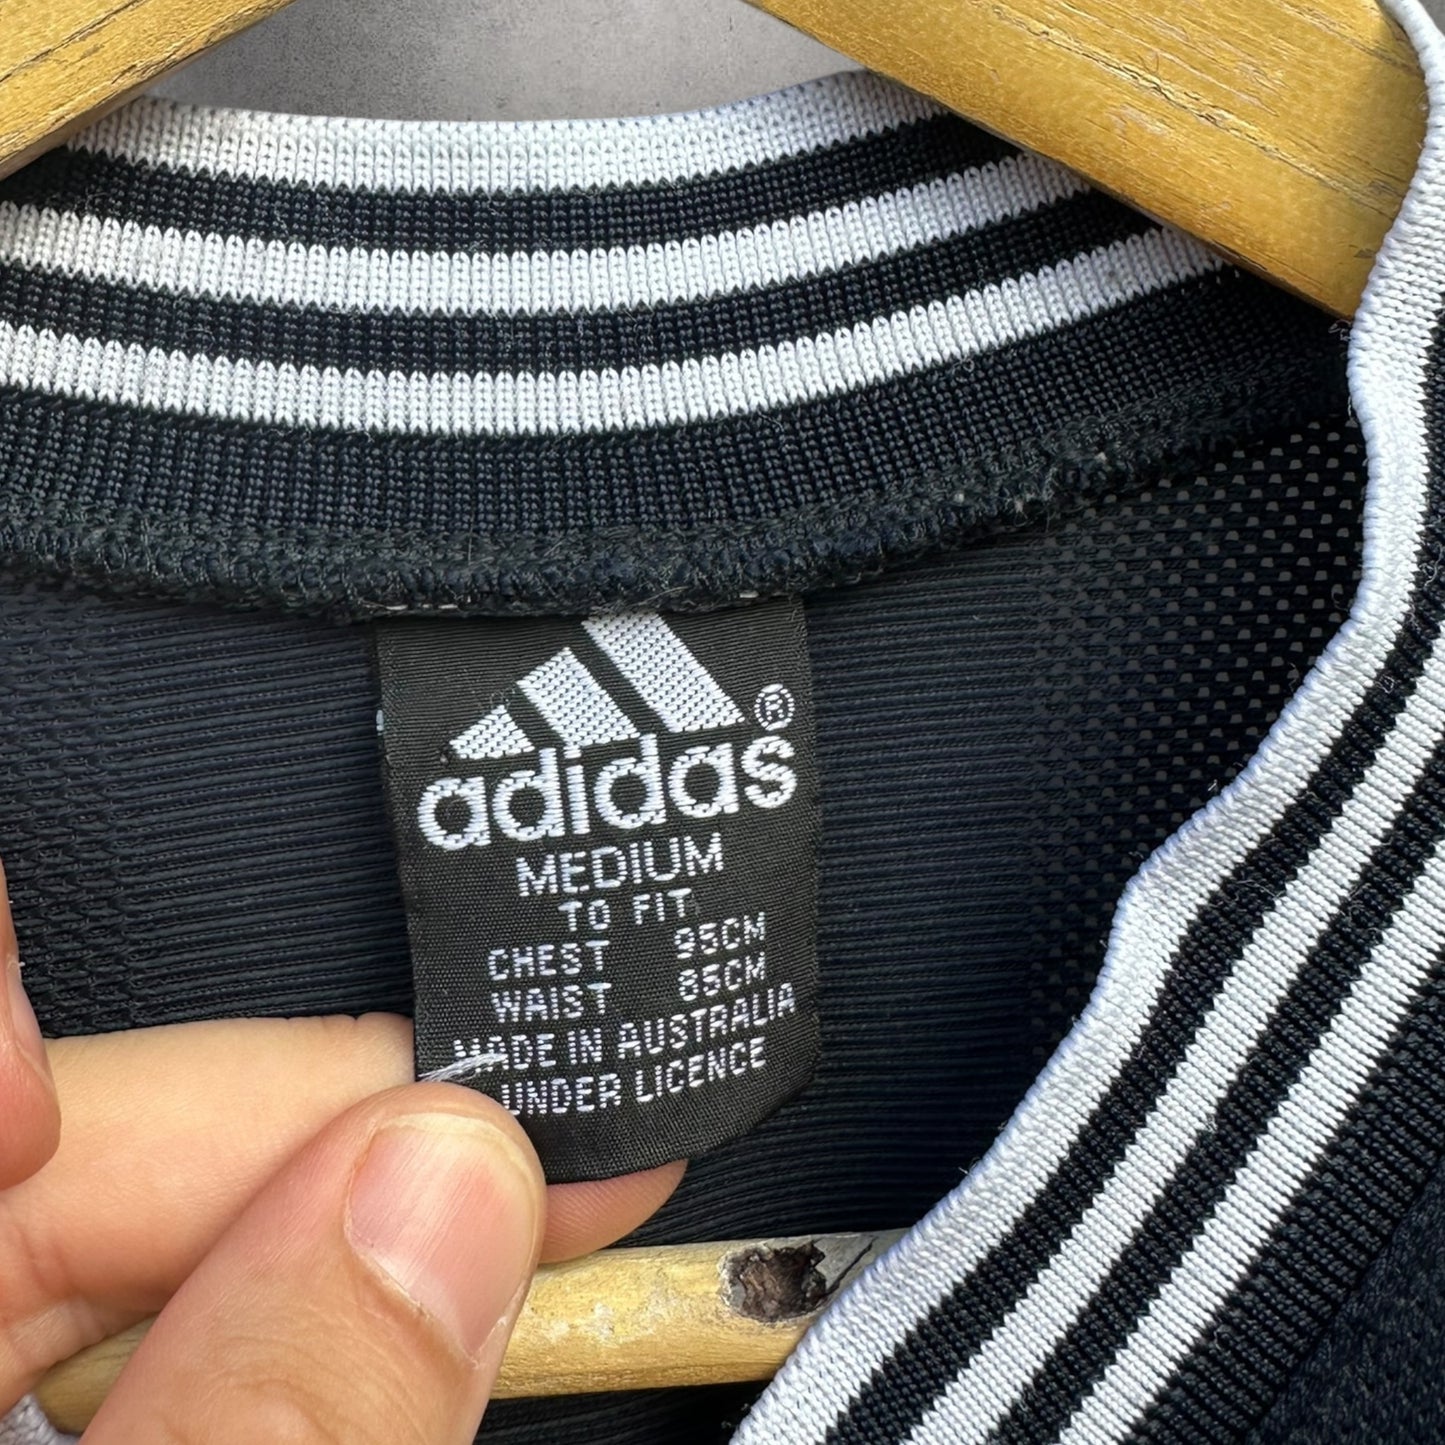 adidas®
MEDIUM
TO FIT
CHEST 95CM
WAIST 85CM
MADE IN AUSTRALIA
UNDER LICENCE